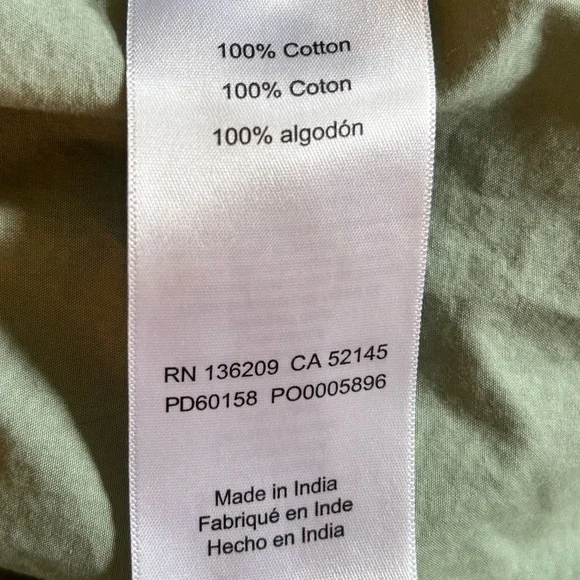 100% Cotton
100% Coton
100% algodón
RN 136209 CA 52145
PD60158 PO0005896
Made in India
Fabriqué en Inde
Hecho en India